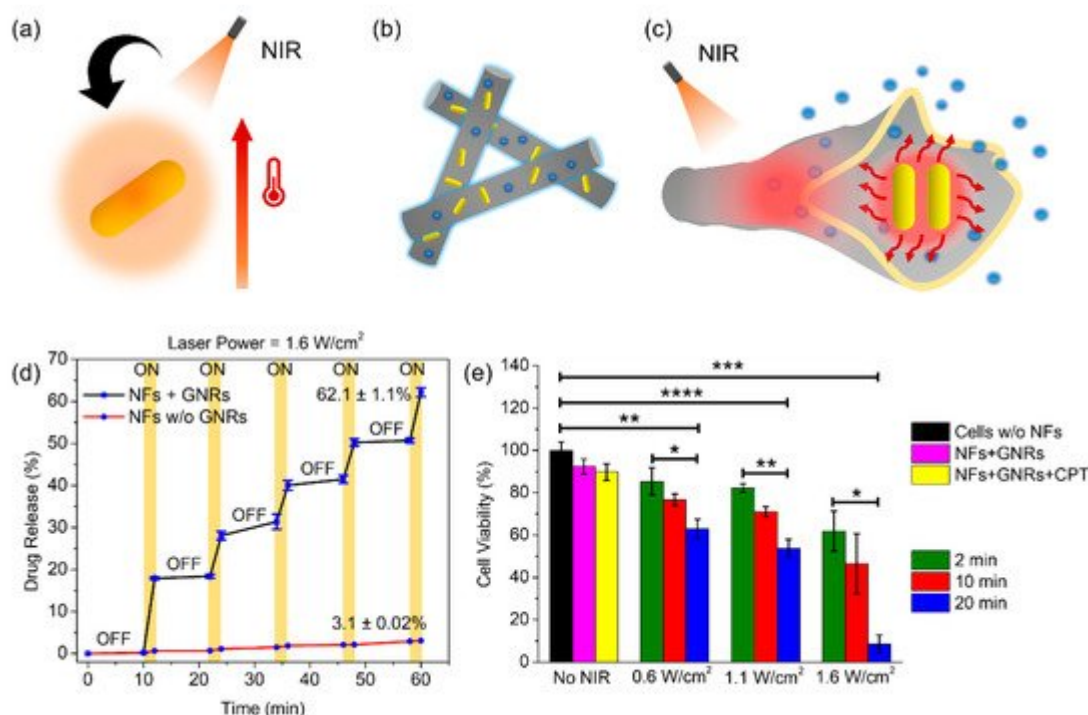 (a)
NIR
(b)
(c)
NIR
(d)
Laser Power = 1.6 W/cm²
ON ON ON ON ON
NFs + GNRs
NFs w/o GNRs
62.1 ± 1.1%
OFF
OFF
OFF
OFF
OFF
3.1 ± 0.02%
Drug Release (%)
70
60
50
40
30
20
10
0
0 10 20 30 40 50 60
Time (min)
(e)
Cell Viability (%)
140
120
100
80
60
40
20
0
***
****
**
*
**
*
Cells w/o NFs
NFs+GNRs
NFs+GNRs+CPT
2 min
10 min
20 min
No NIR 0.6 W/cm² 1.1 W/cm² 1.6 W/cm²